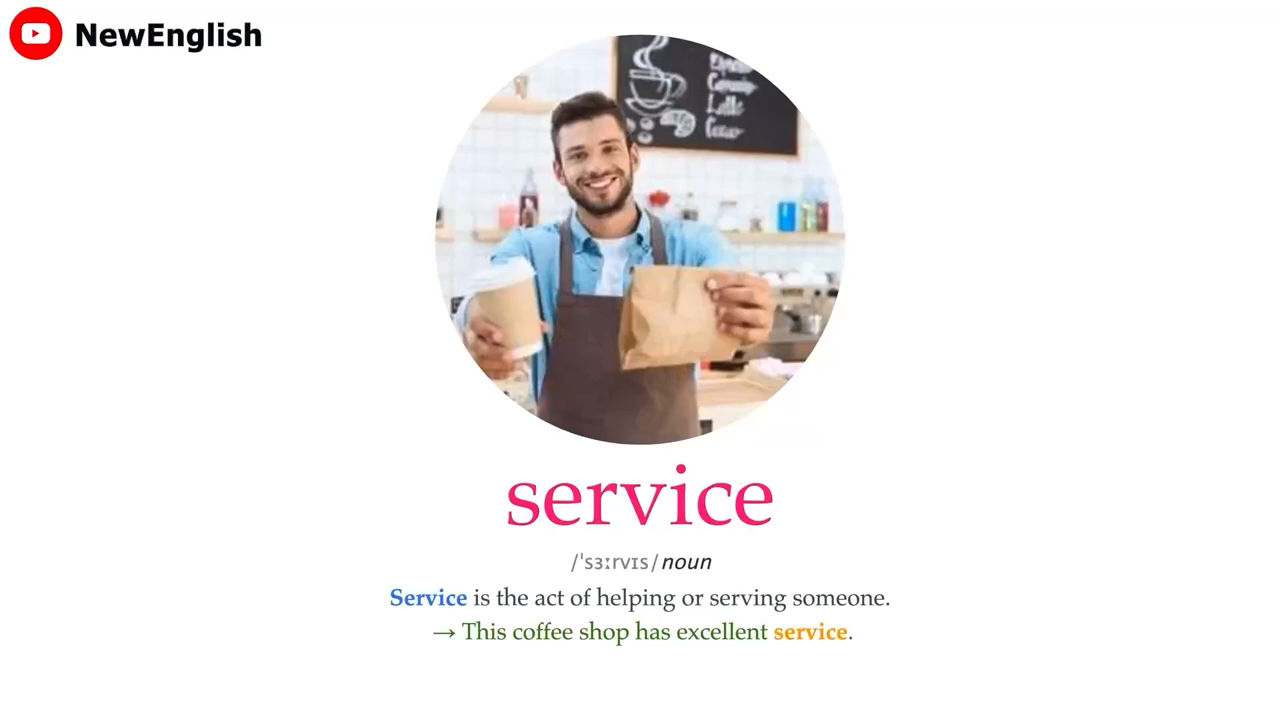 NewEnglish
Latte
service
/ˈsɜːrvɪs/ noun
Service is the act of helping or serving someone.
→ This coffee shop has excellent service.